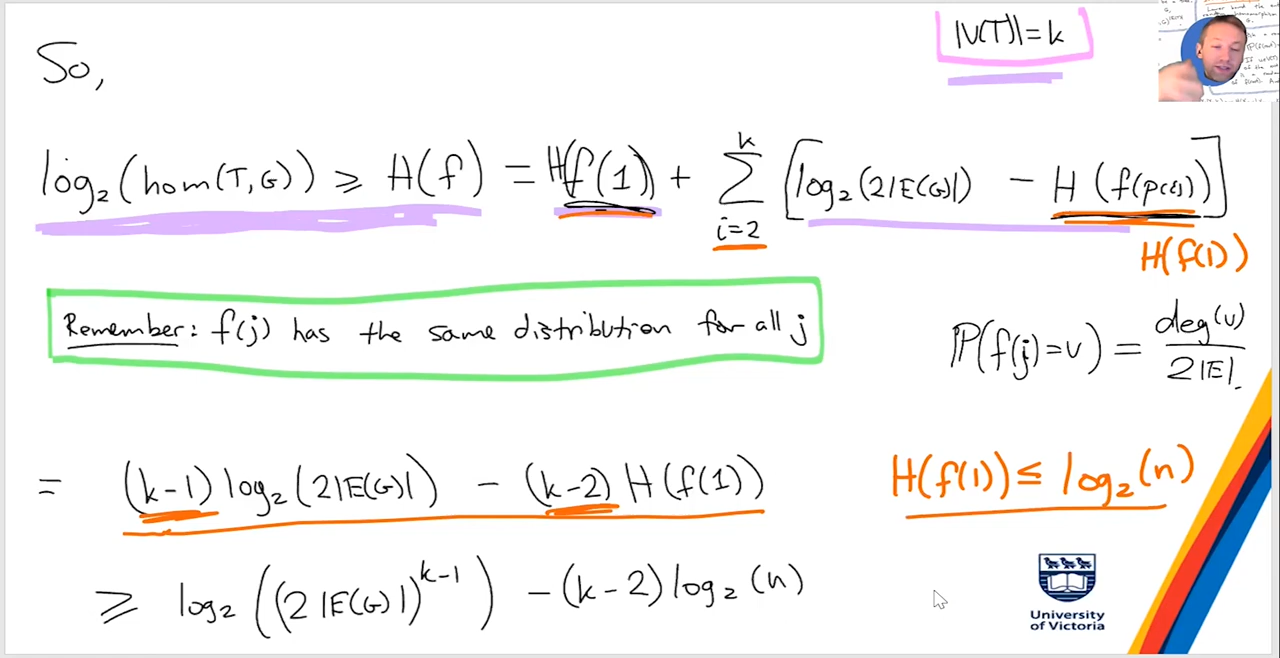 |V(T)|=k
So,
log₂(hom(T,G)) ≥ H(f) = H(f(1)) + ∑_{i=2}^{k} [log₂(2|E(G)|) − H(f(p(i)))]
H(f(1))
Remember: f(j) has the same distribution for all j
ℙ(f(j)=v) = deg(v)/2|E|.
= (k-1) log₂(2|E(G)|) − (k-2) H(f(1))
H(f(1)) ≤ log₂(n)
≥ log₂((2|E(G)|)^{k-1}) − (k-2) log₂(n)
University
of Victoria